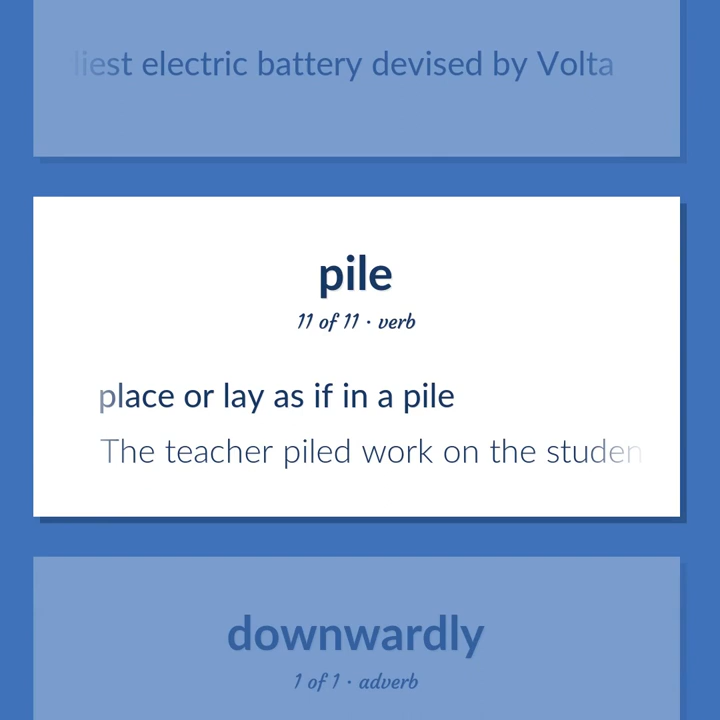 liest electric battery devised by Volta
pile
11 of 11 · verb
place or lay as if in a pile
The teacher piled work on the studen
downwardly
1 of 1 · adverb